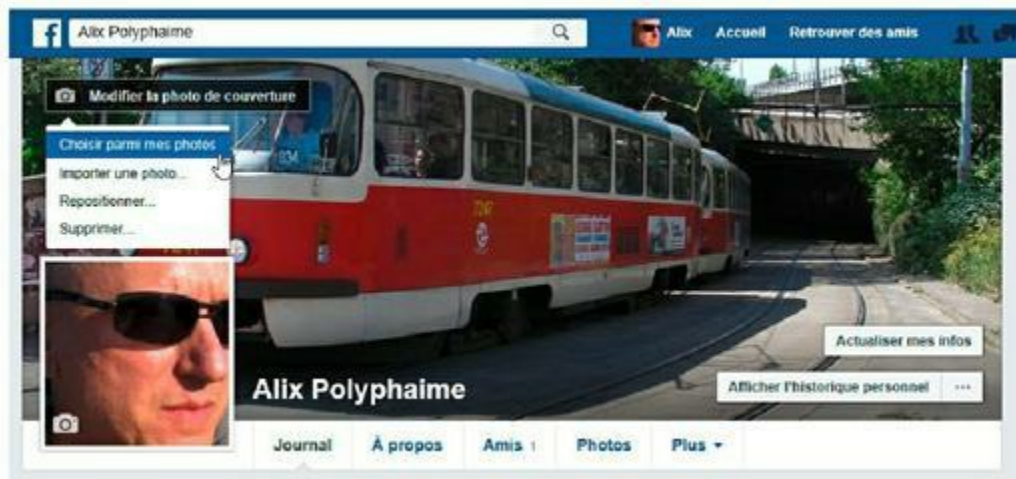 f
Alix Polyphaime
Alix Accueil Retrouver des amis
Modifier la photo de couverture
Choisir parmi mes photos
Importer une photo...
Repositionner...
Supprimer...
7247
Actualiser mes infos
Alix Polyphaime
Afficher l'historique personnel ...
Journal À propos Amis 1 Photos Plus